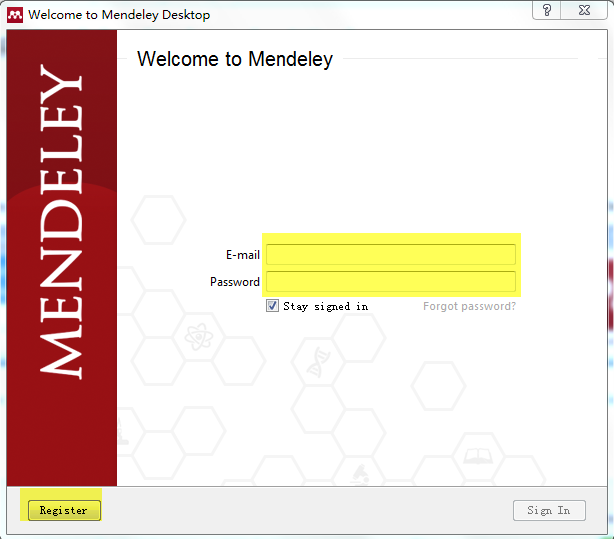 Welcome to Mendeley Desktop
?
Welcome to Mendeley
MENDELEY
E-mail
Password
Stay signed in
Forgot password?
Register
Sign In